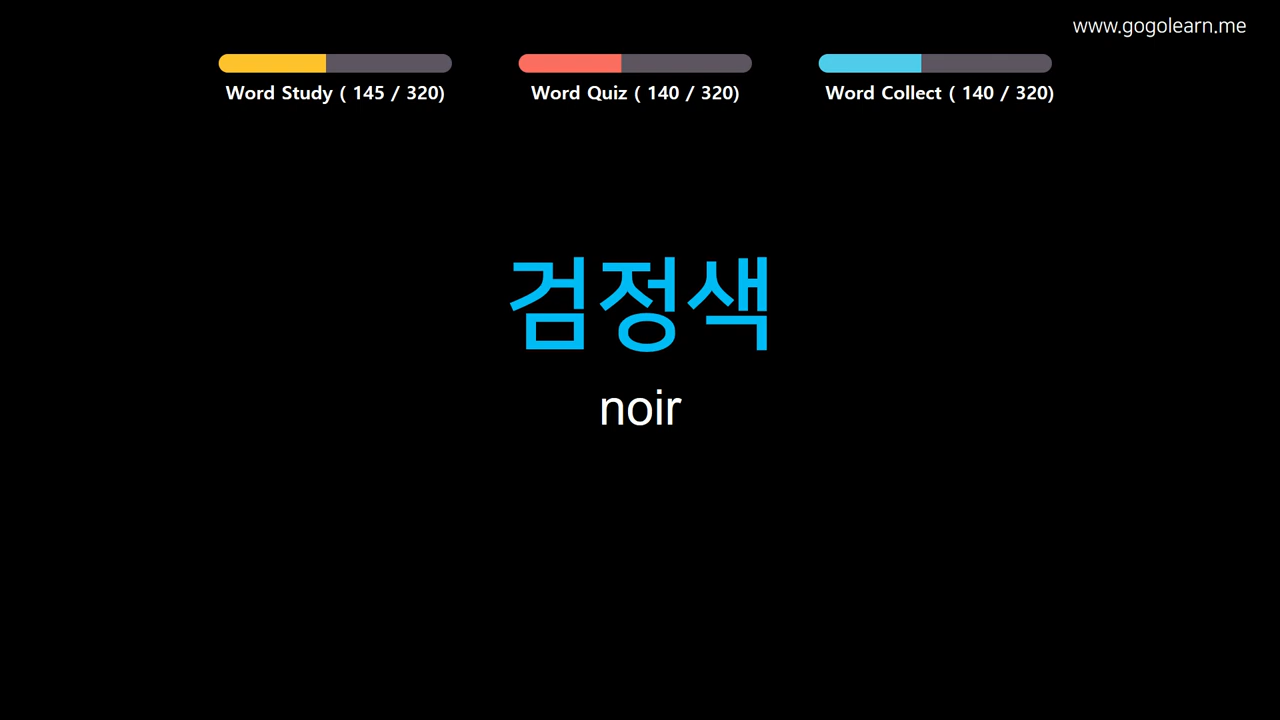 www.gogolearn.me
Word Study ( 145 / 320)
Word Quiz ( 140 / 320)
Word Collect ( 140 / 320)
검정색
noir